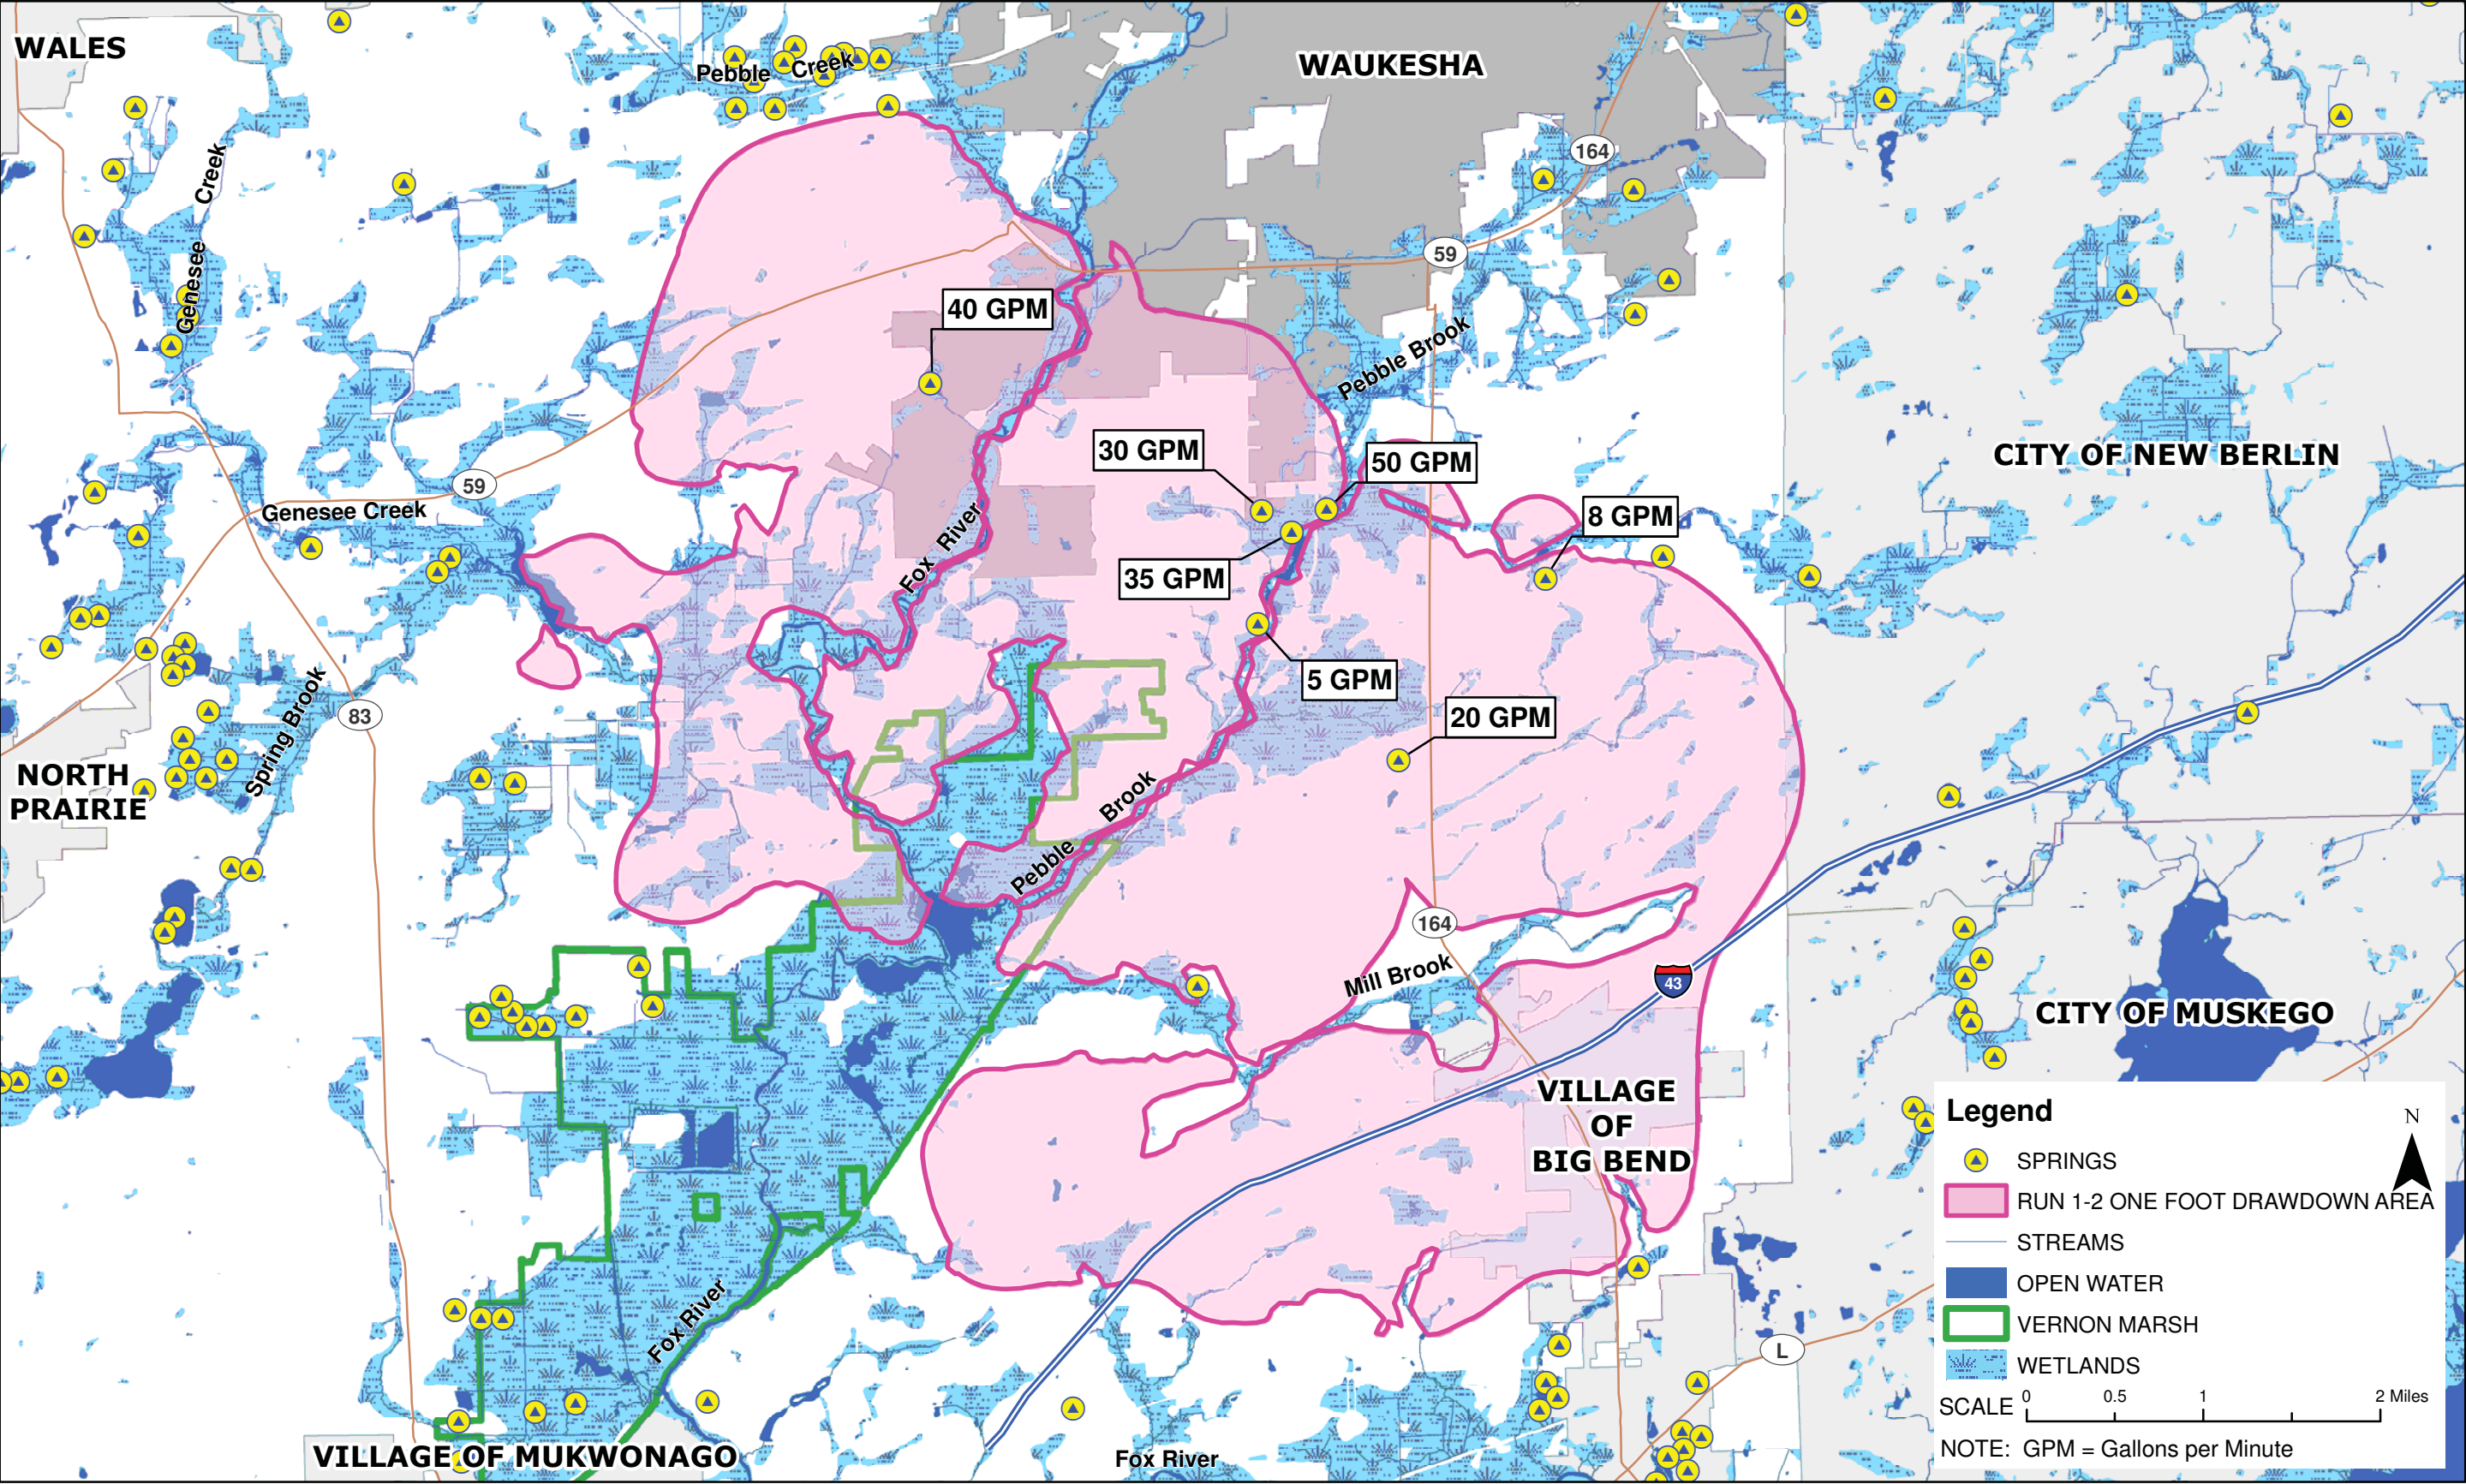 WALES
Pebble Creek
WAUKESHA
164
Genesee Creek
59
40 GPM
Pebble Brook
30 GPM
50 GPM
CITY OF NEW BERLIN
59
Genesee Creek
8 GPM
Fox River
35 GPM
5 GPM
Spring Brook
83
20 GPM
NORTH
PRAIRIE
Pebble Brook
164
Mill Brook
43
CITY OF MUSKEGO
VILLAGE
OF
BIG BEND
Fox River
L
VILLAGE OF MUKWONAGO
Fox River
Legend
N
SPRINGS
RUN 1-2 ONE FOOT DRAWDOWN AREA
STREAMS
OPEN WATER
VERNON MARSH
WETLANDS
SCALE 0 0.5 1 2 Miles
NOTE: GPM = Gallons per Minute